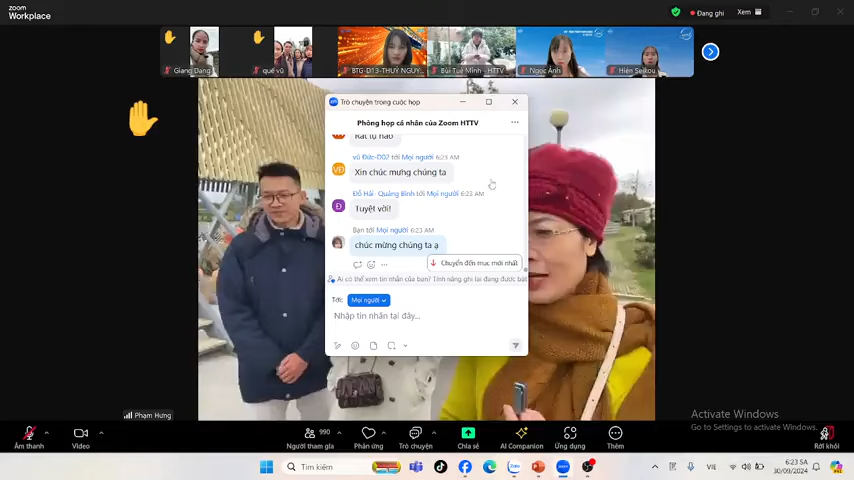 zoom
Workplace
Đang ghi
Xem
Giang Dang
quế vũ
BTG-D13-THUÝ NGUY...
Bùi Tuệ Minh - HTTV
Ngọc Ánh
Hiên Seikou
Trò chuyện trong cuộc họp
Phòng họp cá nhân của Zoom HTTV
Rất tự hào
vũ Đức-D02 tới Mọi người 6:23 AM
VĐ
Xin chúc mưng chúng ta
Đỗ Hải- Quảng Bình tới Mọi người 6:23 AM
Đ
Tuyệt vời!
Bạn tới Mọi người 6:23 AM
chúc mừng chúng ta ạ
Chuyển đến mục mới nhất
Ai có thể xem tin nhắn của bạn? Tính năng ghi lại đang được bật
Tới:
Mọi người
Nhập tin nhắn tại đây...
Phạm Hưng
Activate Windows
Go to Settings to activate Windows.
990
Âm thanh
Video
Người tham gia
Phản ứng
Trò chuyện
Chia sẻ
AI Companion
Ứng dụng
Thêm
Rời khỏi
Tìm kiếm
Zalo
zoom
VIE
6:23 SA
30/09/2024